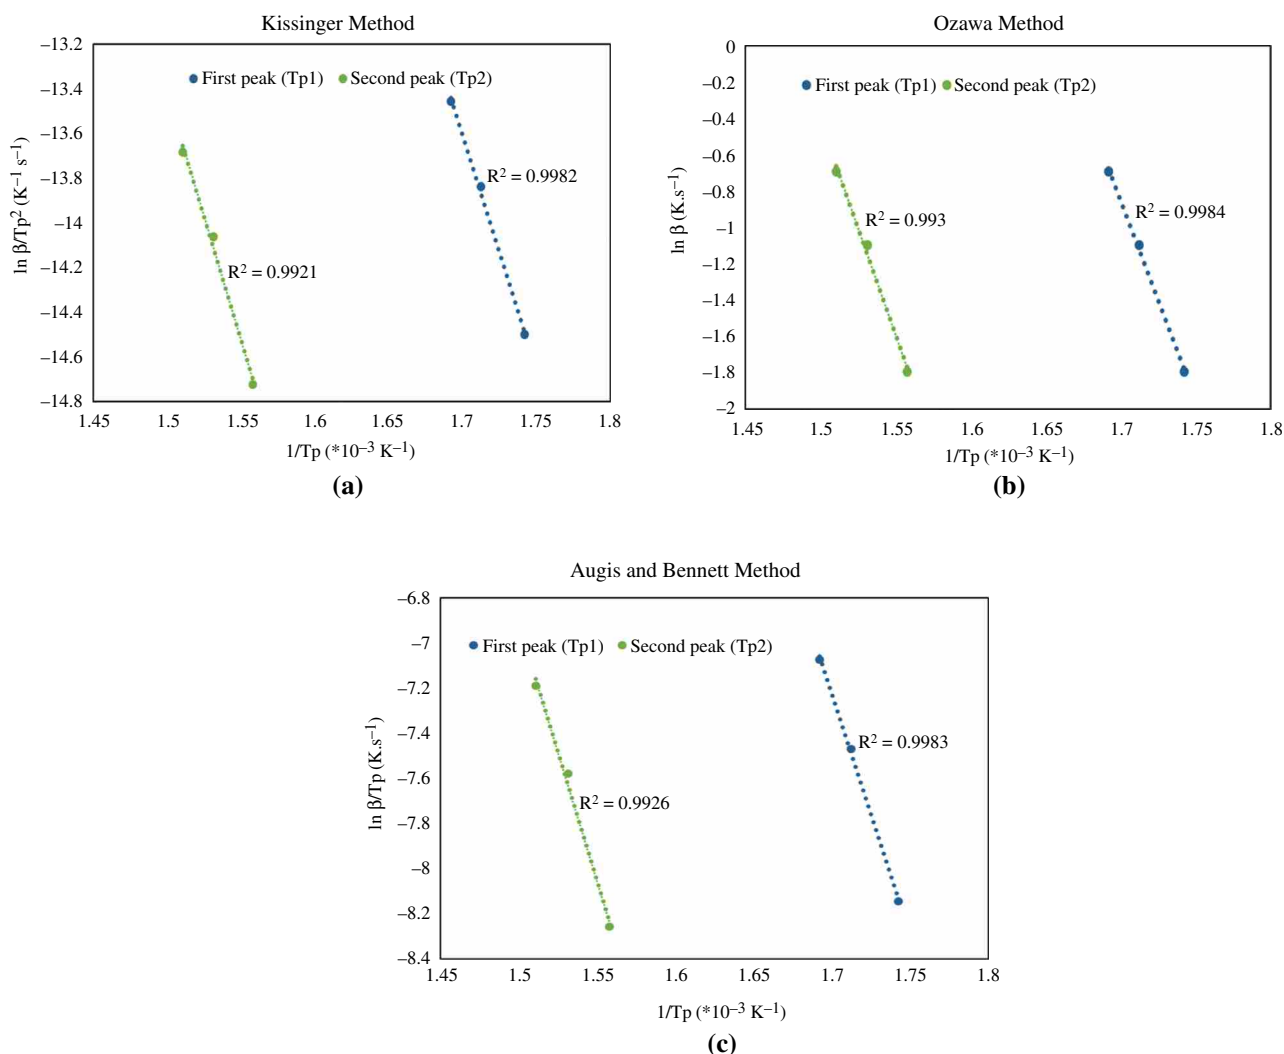 Kissinger Method
–13.2
–13.4
–13.6
–13.8
–14
–14.2
–14.4
–14.6
–14.8
ln β/Tp² (K⁻¹ s⁻¹)
First peak (Tp1) Second peak (Tp2)
R² = 0.9982
R² = 0.9921
1.45 1.5 1.55 1.6 1.65 1.7 1.75 1.8
1/Tp (*10⁻³ K⁻¹)
(a)
Ozawa Method
0
–0.2
–0.4
–0.6
–0.8
–1
–1.2
–1.4
–1.6
–1.8
–2
ln β (K.s⁻¹)
First peak (Tp1) Second peak (Tp2)
R² = 0.993
R² = 0.9984
1.45 1.5 1.55 1.6 1.65 1.7 1.75 1.8
1/Tp (*10⁻³ K⁻¹)
(b)
Augis and Bennett Method
–6.8
–7
–7.2
–7.4
–7.6
–7.8
–8
–8.2
–8.4
ln β/Tp (K.s⁻¹)
First peak (Tp1) Second peak (Tp2)
R² = 0.9983
R² = 0.9926
1.45 1.5 1.55 1.6 1.65 1.7 1.75 1.8
1/Tp (*10⁻³ K⁻¹)
(c)